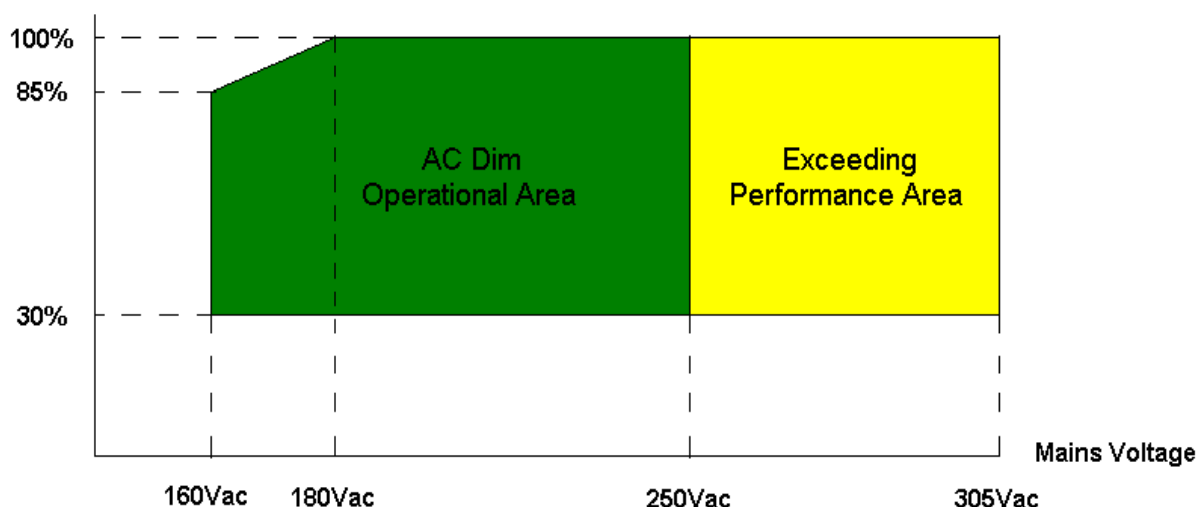 100%
85%
AC Dim
Operational Area
Exceeding
Performance Area
30%
Mains Voltage
160Vac
180Vac
250Vac
305Vac